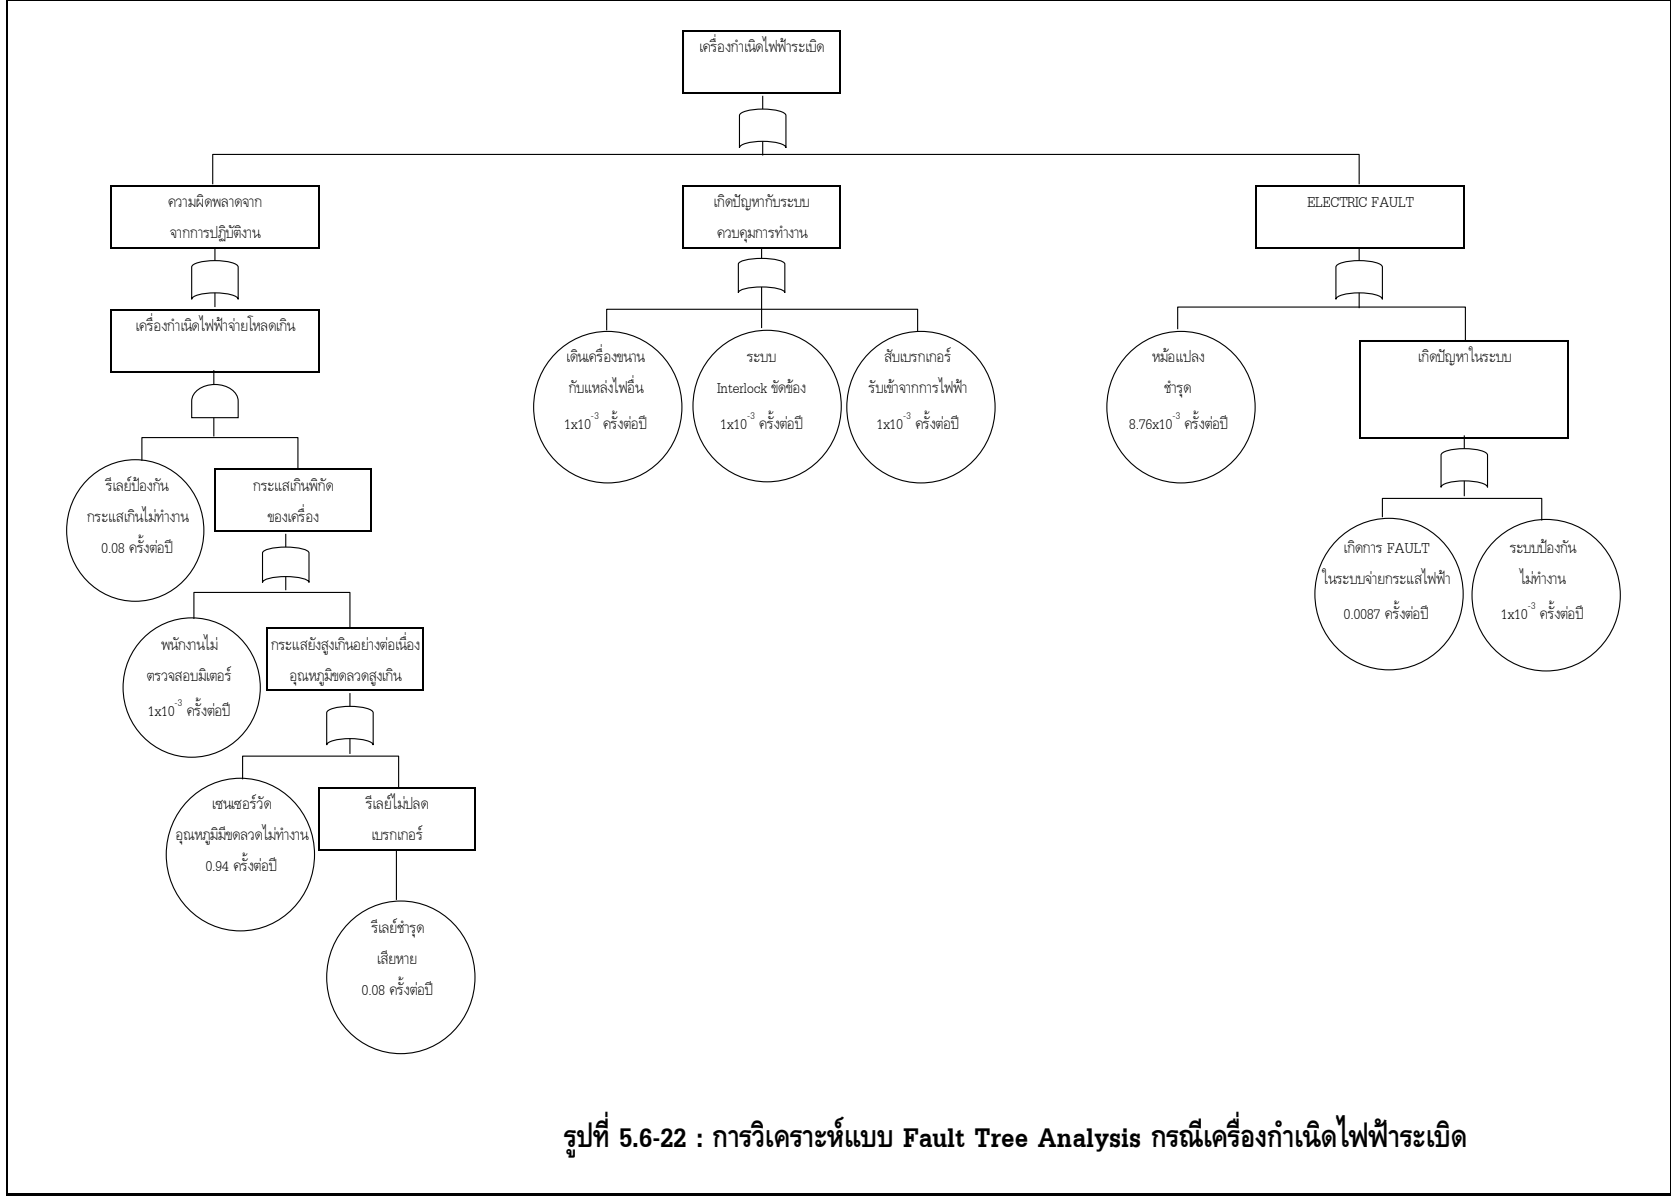 เครื่องกำเนิดไฟฟ้าระเบิด
ความผิดพลาดจาก
จากการปฏิบัติงาน
เกิดปัญหากับระบบ
ควบคุมการทำงาน
ELECTRIC FAULT
เครื่องกำเนิดไฟฟ้าจ่ายโหลดเกิน
เดินเครื่องขนาน
กับแหล่งไฟอื่น
1x10⁻³ ครั้งต่อปี
ระบบ
Interlock ขัดข้อง
1x10⁻³ ครั้งต่อปี
สับเบรกเกอร์
รับเข้าจากการไฟฟ้า
1x10⁻³ ครั้งต่อปี
หม้อแปลง
ชำรุด
8.76x10⁻³ ครั้งต่อปี
เกิดปัญหาในระบบ
รีเลย์ป้องกัน
กระแสเกินไม่ทำงาน
0.08 ครั้งต่อปี
กระแสเกินพิกัด
ของเครื่อง
เกิดการ FAULT
ในระบบจ่ายกระแสไฟฟ้า
0.0087 ครั้งต่อปี
ระบบป้องกัน
ไม่ทำงาน
1x10⁻³ ครั้งต่อปี
พนักงานไม่
ตรวจสอบมิเตอร์
1x10⁻³ ครั้งต่อปี
กระแสยังสูงเกินอย่างต่อเนื่อง
อุณหภูมิขดลวดสูงเกิน
เซนเซอร์วัด
อุณหภูมิมีขดลวดไม่ทำงาน
0.94 ครั้งต่อปี
รีเลย์ไม่ปลด
เบรกเกอร์
รีเลย์ชำรุด
เสียหาย
0.08 ครั้งต่อปี
รูปที่ 5.6-22 : การวิเคราะห์แบบ Fault Tree Analysis กรณีเครื่องกำเนิดไฟฟ้าระเบิด